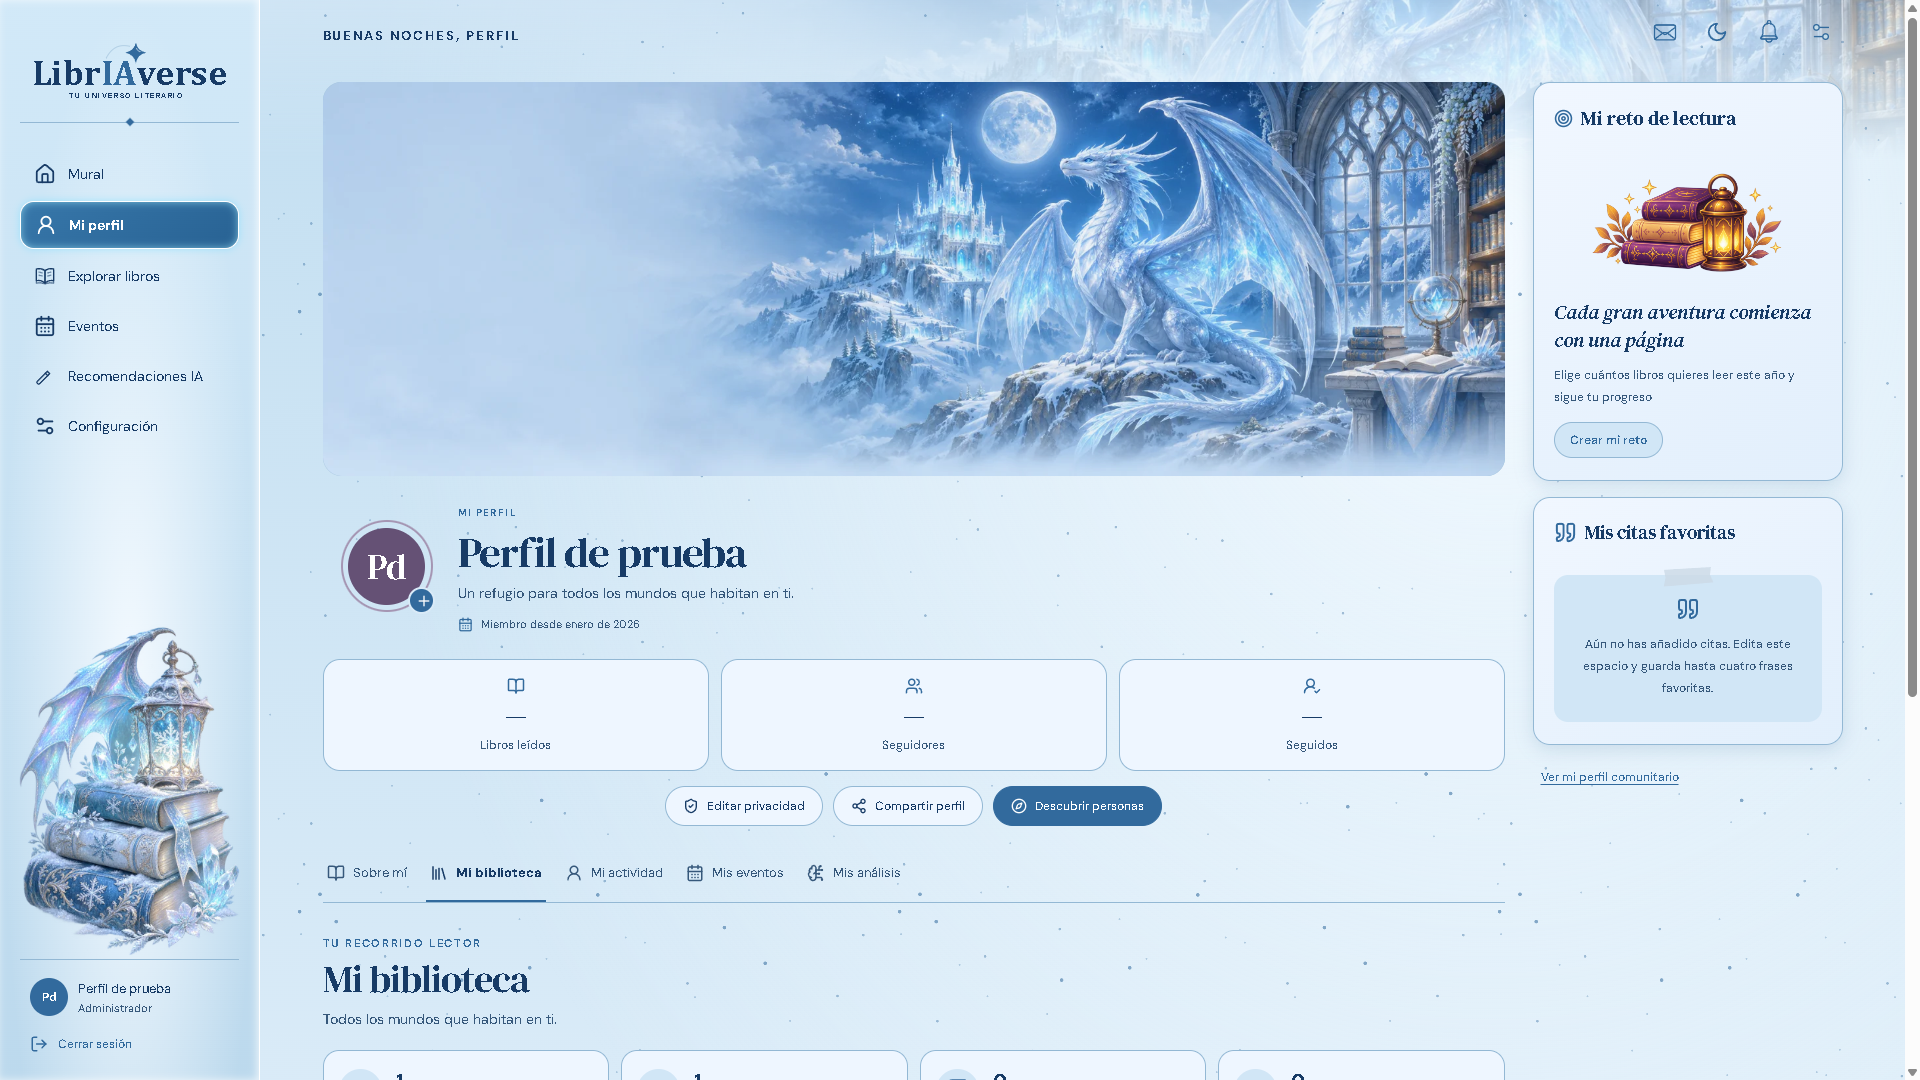 LibrIAverse
TU UNIVERSO LITERARIO
Mural
Mi perfil
Explorar libros
Eventos
Recomendaciones IA
Configuración
Pd
Perfil de prueba
Administrador
Cerrar sesión
BUENAS NOCHES, PERFIL
Pd
MI PERFIL
Perfil de prueba
Un refugio para todos los mundos que habitan en ti.
Miembro desde enero de 2026
—
Libros leídos
—
Seguidores
—
Seguidos
Editar privacidad
Compartir perfil
Descubrir personas
Sobre mí
Mi biblioteca
Mi actividad
Mis eventos
Mis análisis
TU RECORRIDO LECTOR
Mi biblioteca
Todos los mundos que habitan en ti.
Mi reto de lectura
Cada gran aventura comienza
con una página
Elige cuántos libros quieres leer este año y
sigue tu progreso
Crear mi reto
Mis citas favoritas
Aún no has añadido citas. Edita este
espacio y guarda hasta cuatro frases
favoritas.
Ver mi perfil comunitario